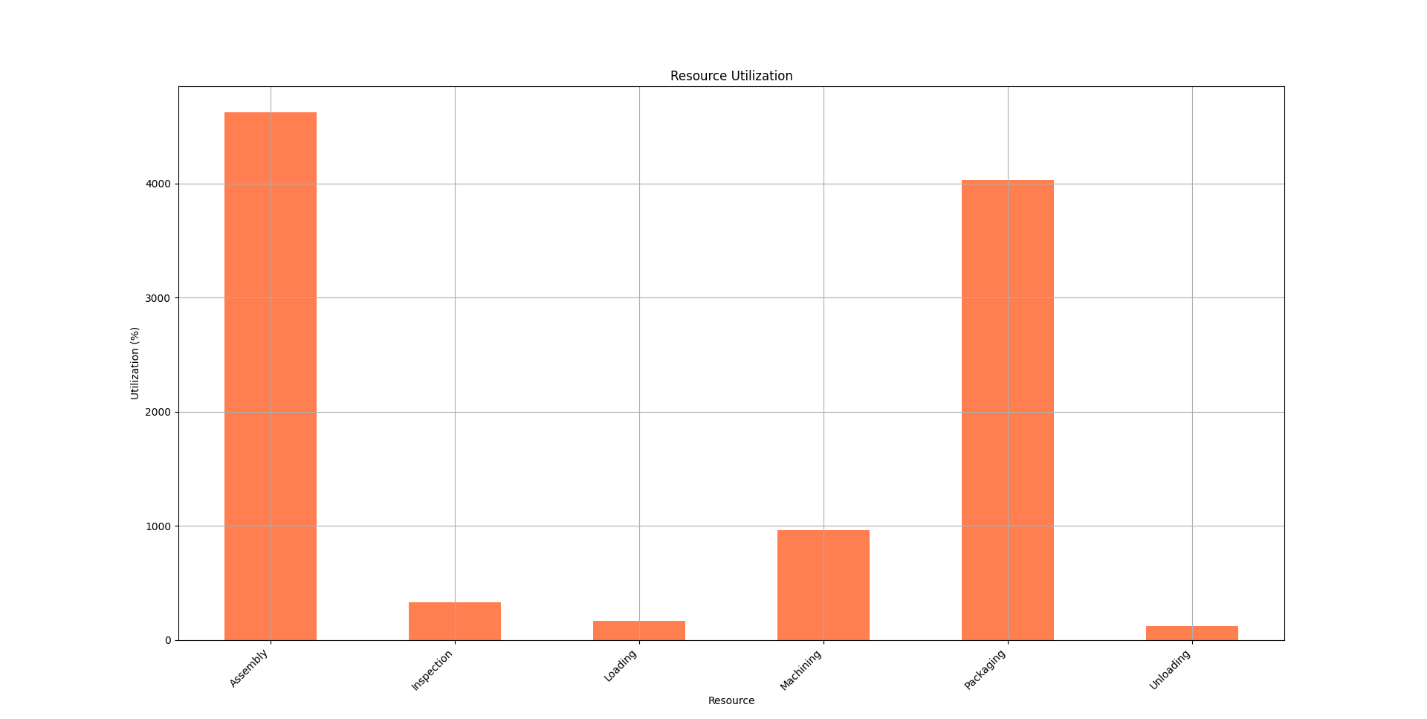 Resource Utilization
Utilization (%)
4000
3000
2000
1000
0
Assembly
Inspection
Loading
Machining
Packaging
Unloading
Resource